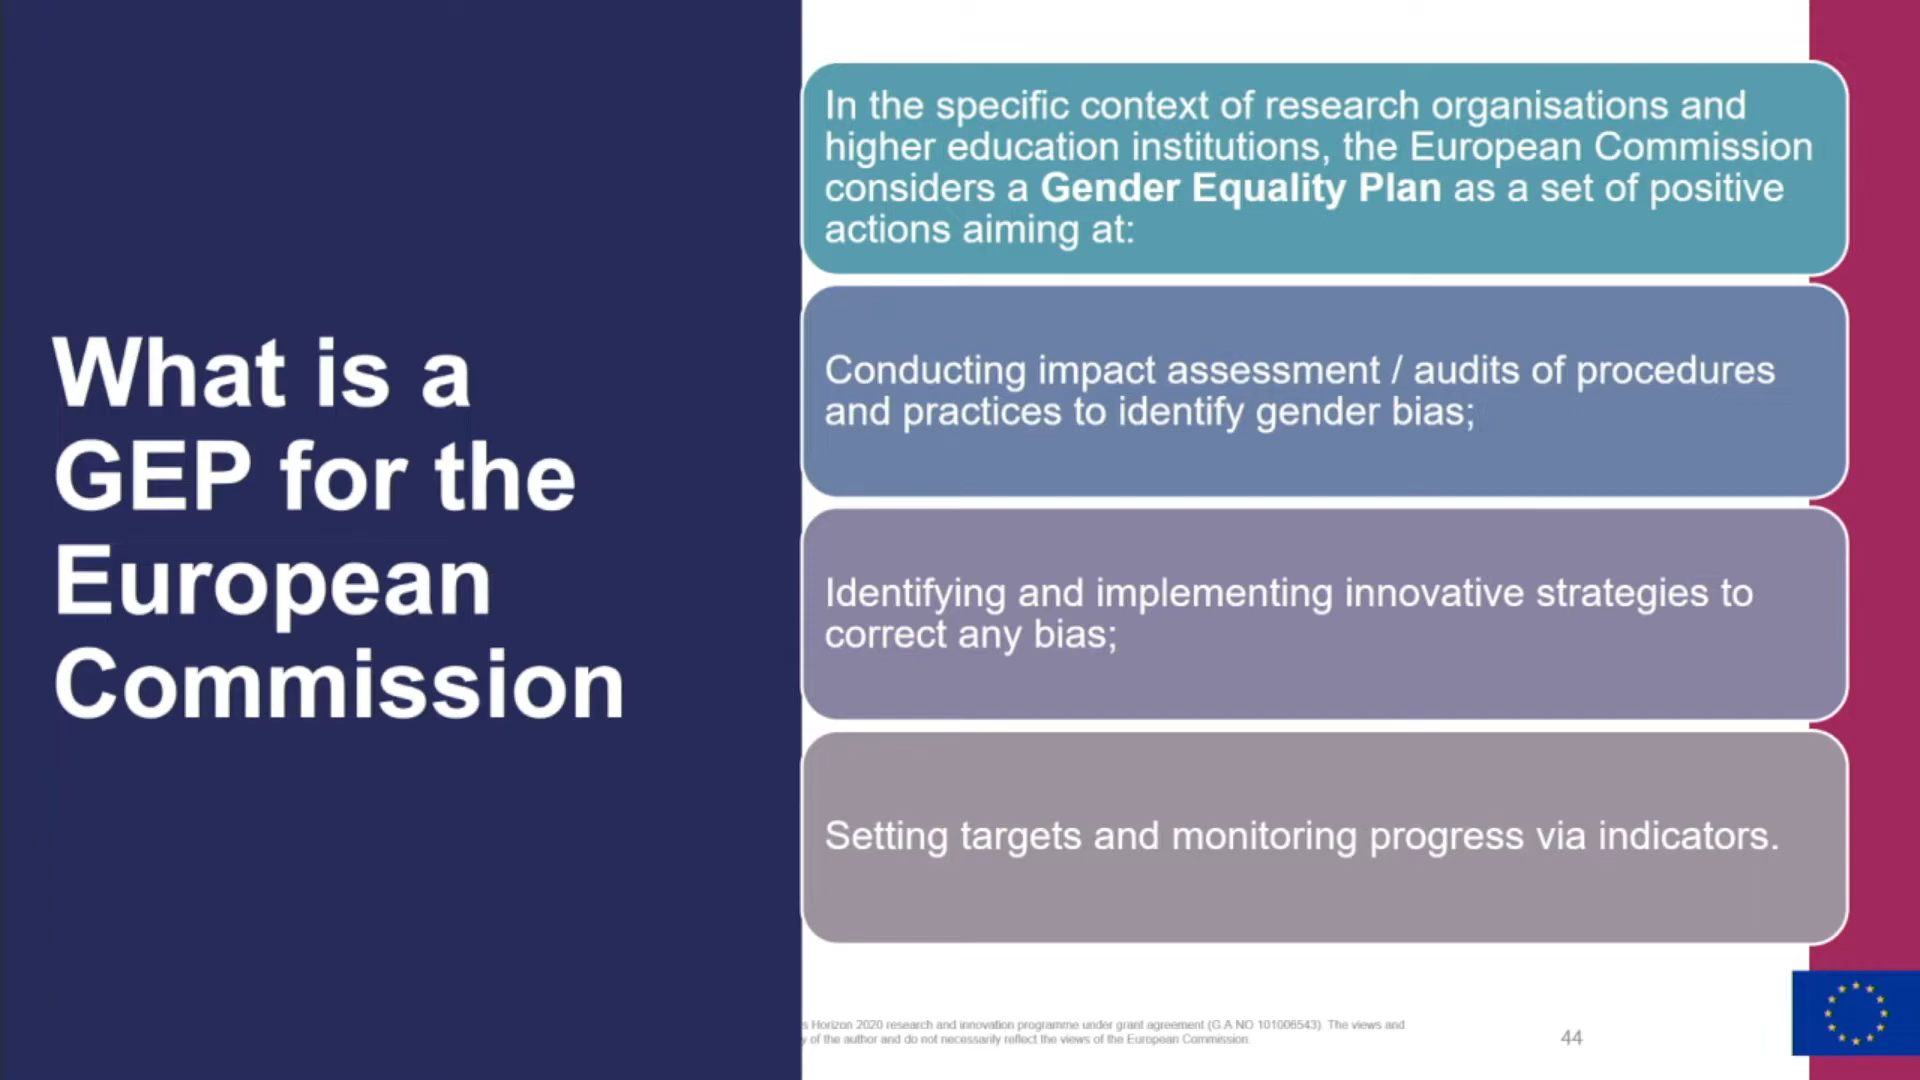 What is a
GEP for the
European
Commission
In the specific context of research organisations and
higher education institutions, the European Commission
considers a Gender Equality Plan as a set of positive
actions aiming at:
Conducting impact assessment / audits of procedures
and practices to identify gender bias;
Identifying and implementing innovative strategies to
correct any bias;
Setting targets and monitoring progress via indicators.
s Horizon 2020 research and innovation programme under grant agreement (G.A NO 101006543). The views and
y of the author and do not necessarily reflect the views of the European Commission.
44